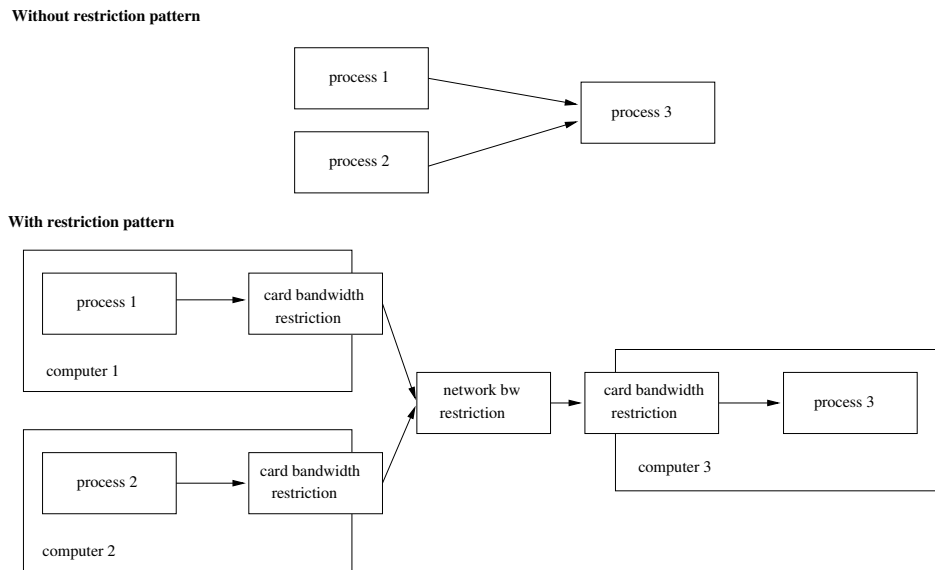 Without restriction pattern
process 1
process 3
process 2
With restriction pattern
process 1
card bandwidth
restriction
computer 1
network bw
restriction
card bandwidth
restriction
process 3
computer 3
process 2
card bandwidth
restriction
computer 2